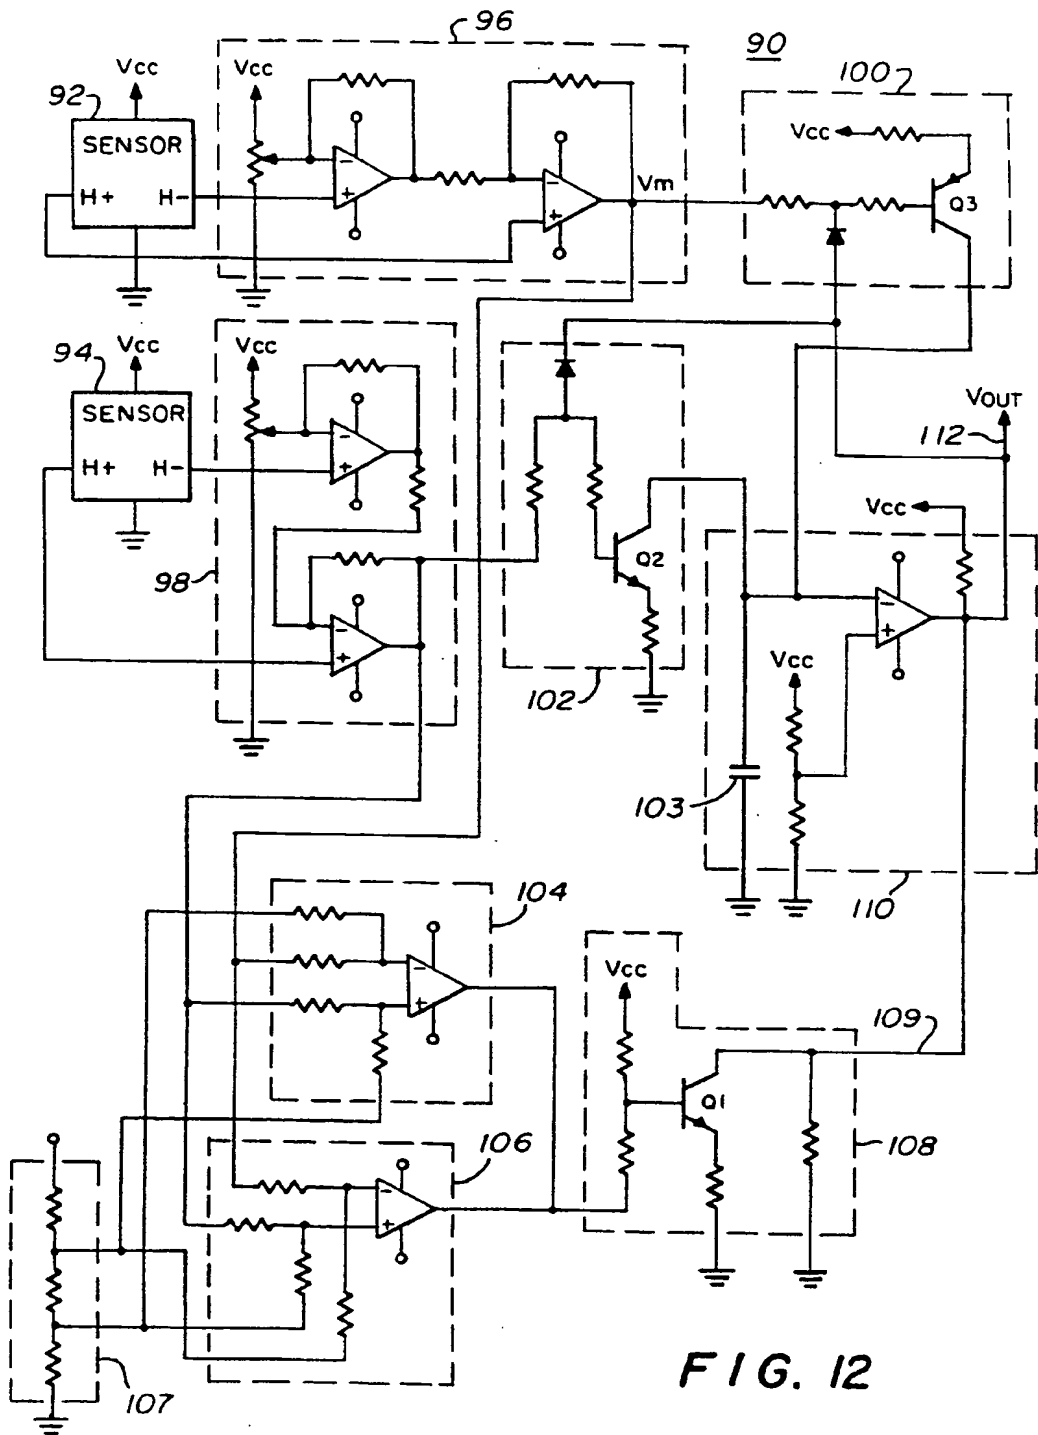 96
90
100
Vcc
92
SENSOR
H+ H-
Vcc
Vm
Vcc
Q3
94
Vcc
SENSOR
H+ H-
Vcc
98
Q2
102
VOUT
112
Vcc
Vcc
103
110
104
Vcc
109
Q1
108
106
107
FIG. 12